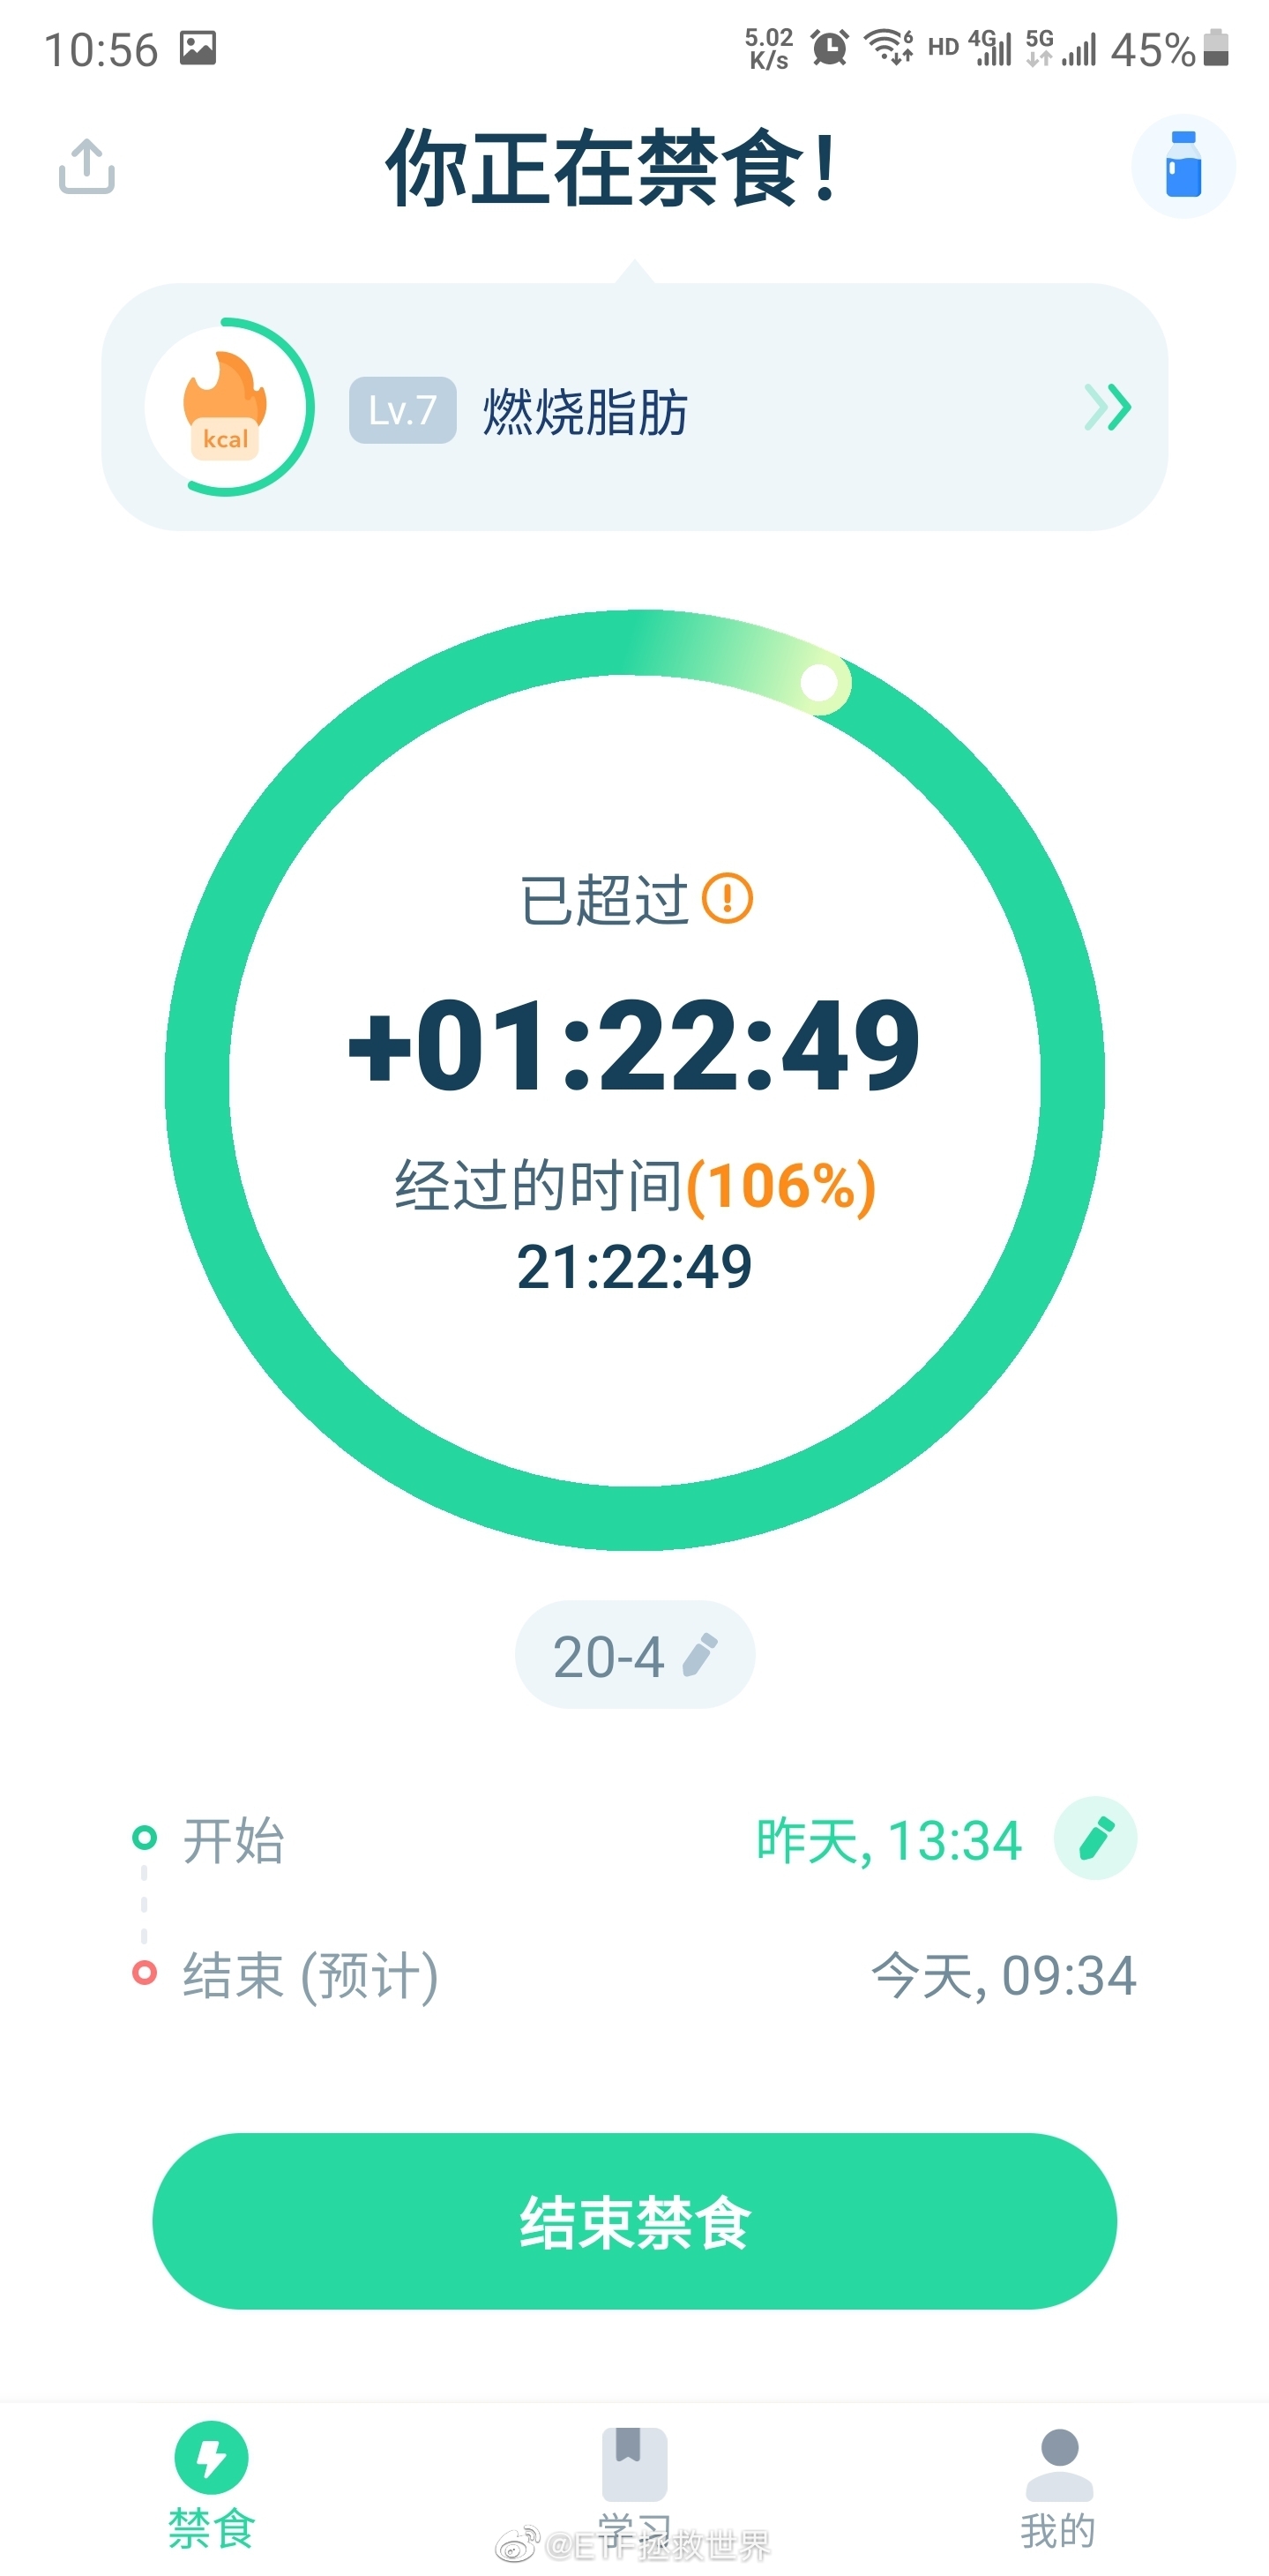 10:56
5.02 K/s
HD 4G 5G 45%
你正在禁食!
kcal
Lv.7 燃烧脂肪
已超过
+01:22:49
经过的时间(106%)
21:22:49
20-4
开始 昨天, 13:34
结束 (预计) 今天, 09:34
结束禁食
禁食 学习 我的
@ETF拯救世界